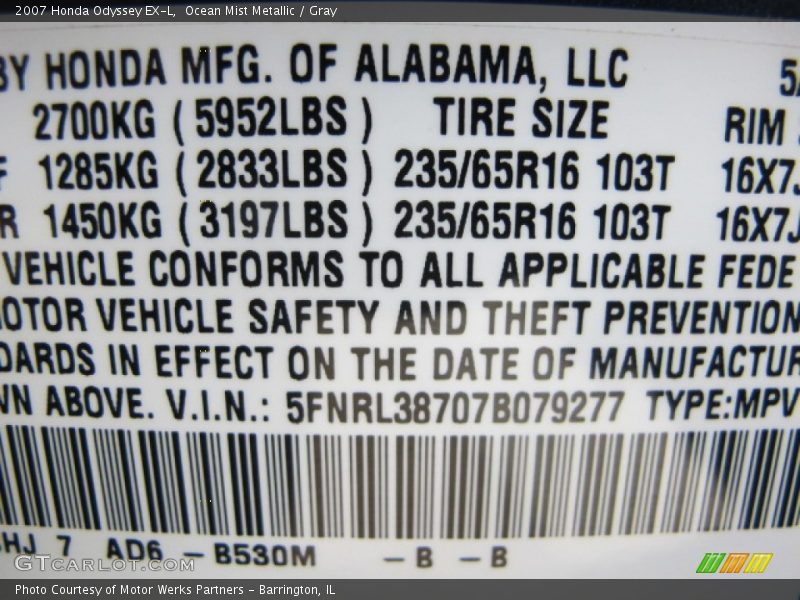 2007 Honda Odyssey EX-L,  Ocean Mist Metallic / Gray
BY HONDA MFG. OF ALABAMA, LLC
2700KG ( 5952LBS ) TIRE SIZE RIM
F 1285KG ( 2833LBS ) 235/65R16 103T 16X7J
R 1450KG ( 3197LBS ) 235/65R16 103T 16X7J
VEHICLE CONFORMS TO ALL APPLICABLE FEDE
MOTOR VEHICLE SAFETY AND THEFT PREVENTION
DARDS IN EFFECT ON THE DATE OF MANUFACTUR
WN ABOVE. V.I.N.: 5FNRL38707B079277 TYPE:MPV
HJ 7 AD6 – B530M – B – B
GTCARLOT.COM
Photo Courtesy of Motor Werks Partners – Barrington, IL